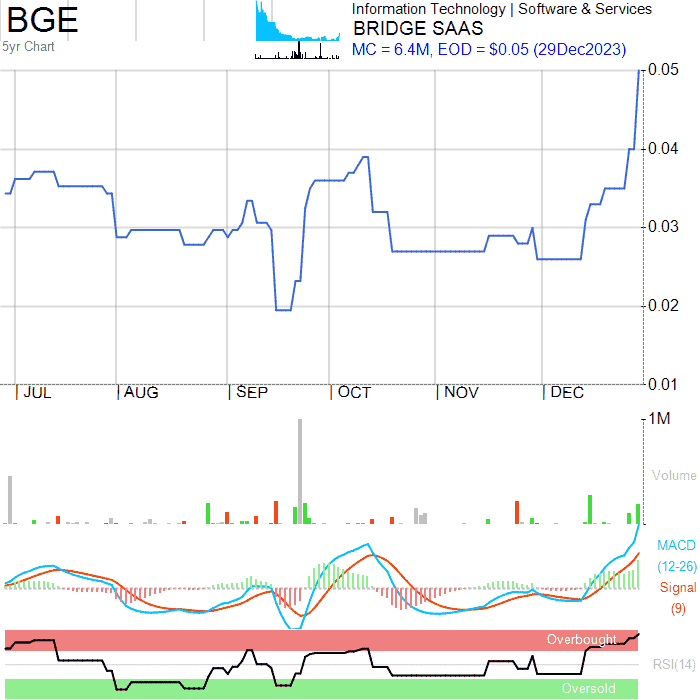 BGE
5yr Chart
Information Technology | Software & Services
BRIDGE SAAS
MC = 6.4M, EOD = $0.05 (29Dec2023)
0.05
0.04
0.03
0.02
0.01
| JUL | AUG | SEP | OCT | NOV | DEC
1M
Volume
MACD
(12-26)
Signal
(9)
Overbought
RSI(14)
Oversold